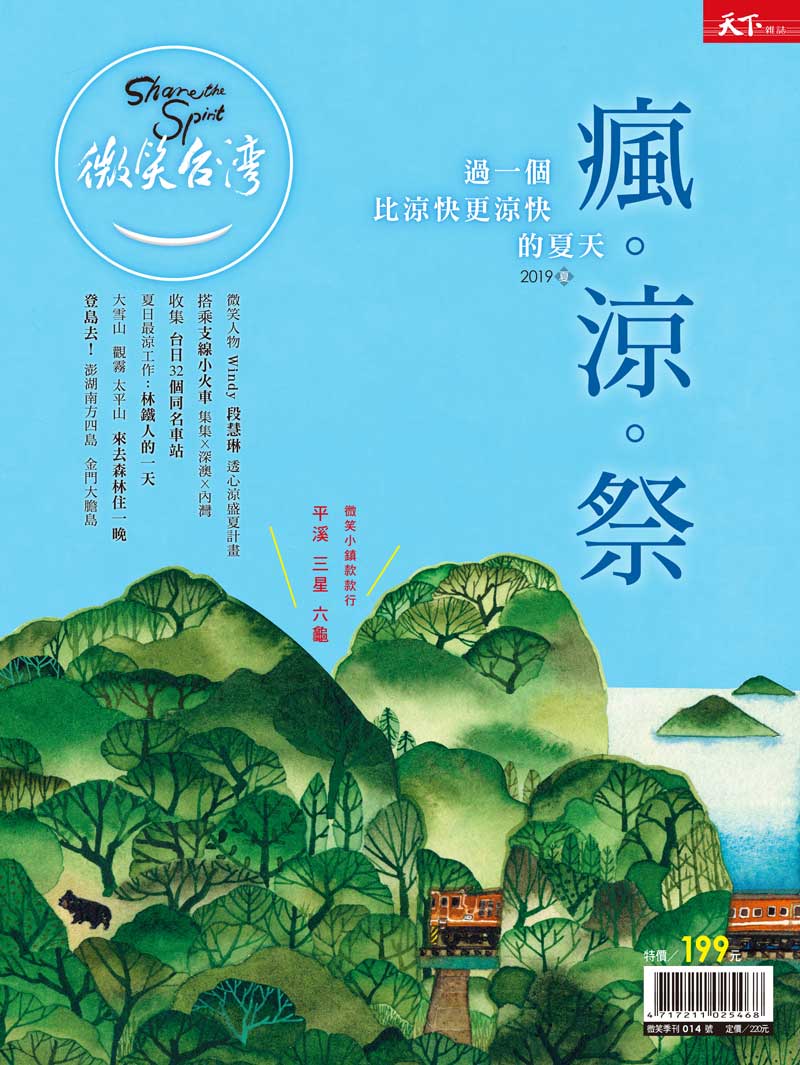 天下雜誌
Share the
Spirit
微笑台灣
瘋。涼。祭
過一個
比涼快更涼快
的夏天
2019 夏
微笑人物 Windy 段慧琳 透心涼盛夏計畫
搭乘支線小火車 集集×深澳×內灣
收集 台日32個同名車站
夏日最涼工作：林鐵人的一天
大雪山 觀霧 太平山 來去森林住一晚
登島去！澎湖南方四島 金門大膽島
微笑小鎮款款行
平溪 三星 六龜
特價／199元
4 717211 025468
微笑季刊 014 號 定價／220元